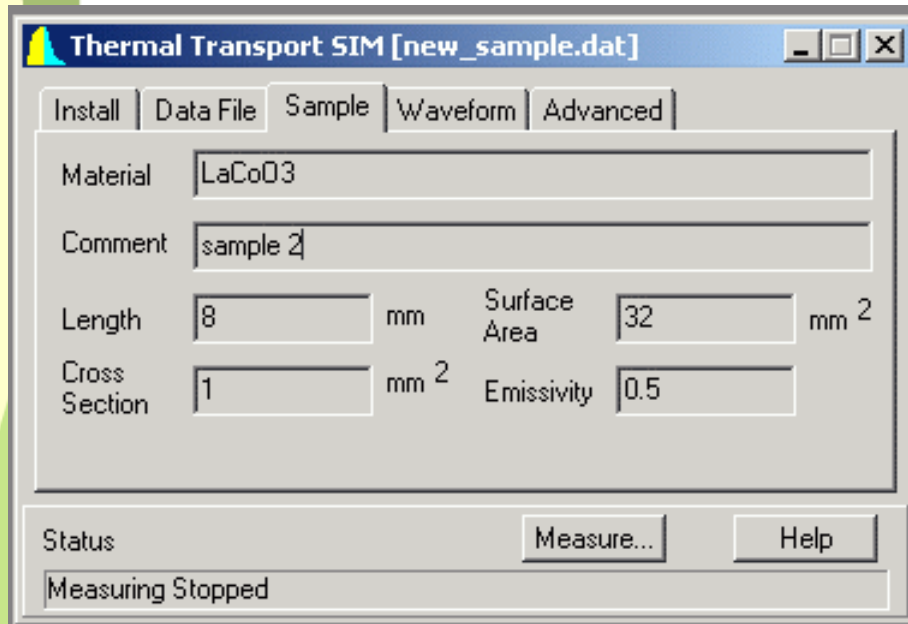 Thermal Transport SIM [new_sample.dat]
Install Data File Sample Waveform Advanced
Material LaCoO3
Comment sample 2
Length 8 mm Surface Area 32 mm 2
Cross Section 1 mm 2 Emissivity 0.5
Status Measure... Help
Measuring Stopped